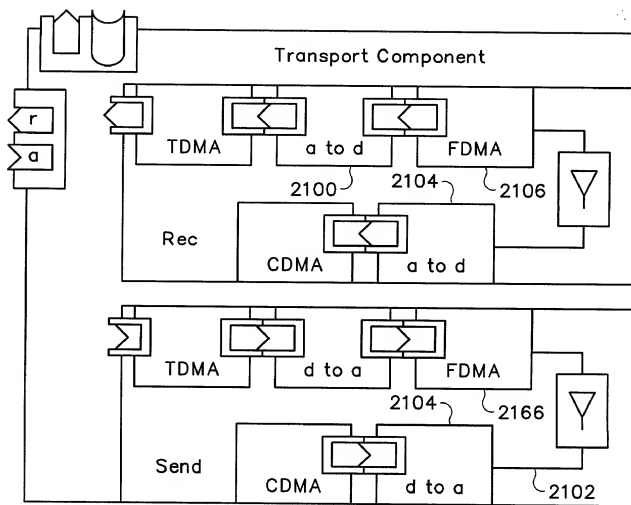 Transport Component
r
a
TDMA
a to d
FDMA
2100
2104
2106
Rec
CDMA
a to d
TDMA
d to a
FDMA
2104
2166
Send
CDMA
d to a
2102